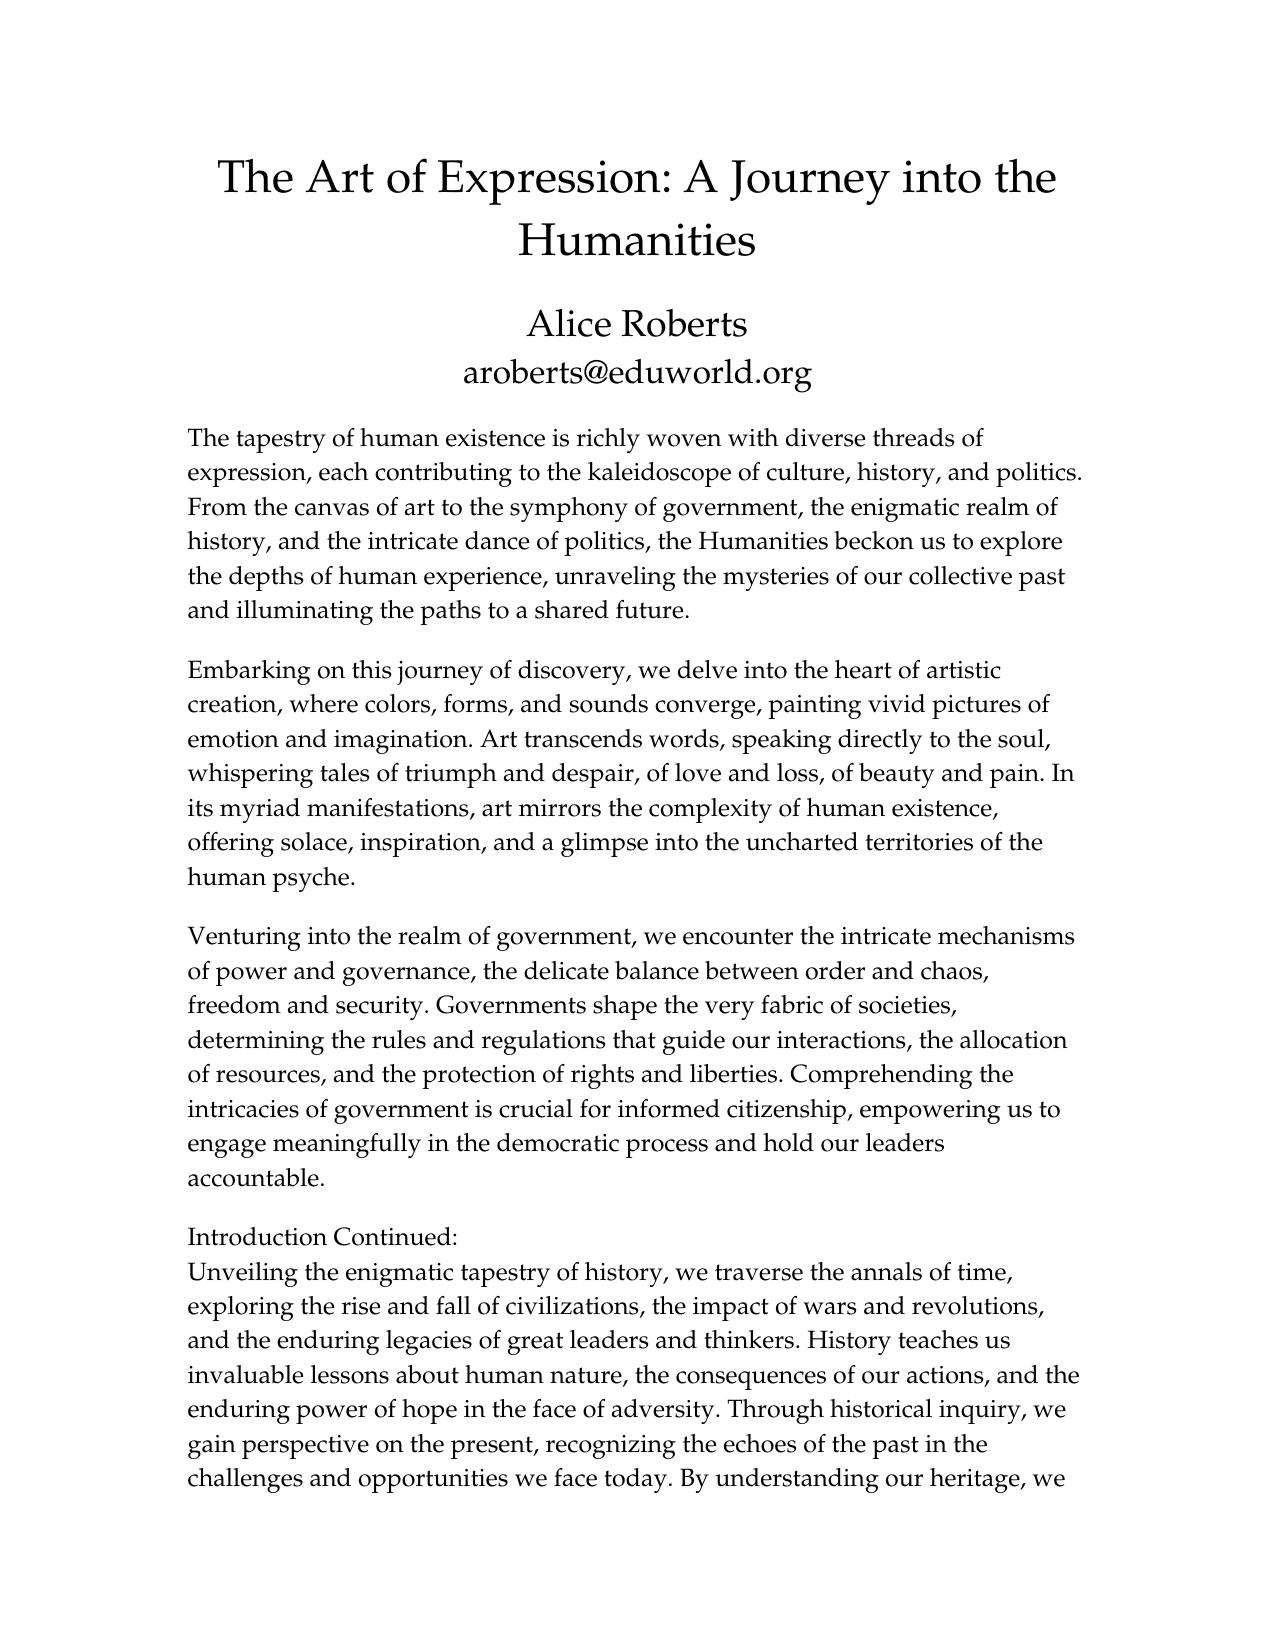 The Art of Expression: A Journey into the
Humanities
Alice Roberts
aroberts@eduworld.org
The tapestry of human existence is richly woven with diverse threads of
expression, each contributing to the kaleidoscope of culture, history, and politics.
From the canvas of art to the symphony of government, the enigmatic realm of
history, and the intricate dance of politics, the Humanities beckon us to explore
the depths of human experience, unraveling the mysteries of our collective past
and illuminating the paths to a shared future.
Embarking on this journey of discovery, we delve into the heart of artistic
creation, where colors, forms, and sounds converge, painting vivid pictures of
emotion and imagination. Art transcends words, speaking directly to the soul,
whispering tales of triumph and despair, of love and loss, of beauty and pain. In
its myriad manifestations, art mirrors the complexity of human existence,
offering solace, inspiration, and a glimpse into the uncharted territories of the
human psyche.
Venturing into the realm of government, we encounter the intricate mechanisms
of power and governance, the delicate balance between order and chaos,
freedom and security. Governments shape the very fabric of societies,
determining the rules and regulations that guide our interactions, the allocation
of resources, and the protection of rights and liberties. Comprehending the
intricacies of government is crucial for informed citizenship, empowering us to
engage meaningfully in the democratic process and hold our leaders
accountable.
Introduction Continued:
Unveiling the enigmatic tapestry of history, we traverse the annals of time,
exploring the rise and fall of civilizations, the impact of wars and revolutions,
and the enduring legacies of great leaders and thinkers. History teaches us
invaluable lessons about human nature, the consequences of our actions, and the
enduring power of hope in the face of adversity. Through historical inquiry, we
gain perspective on the present, recognizing the echoes of the past in the
challenges and opportunities we face today. By understanding our heritage, we